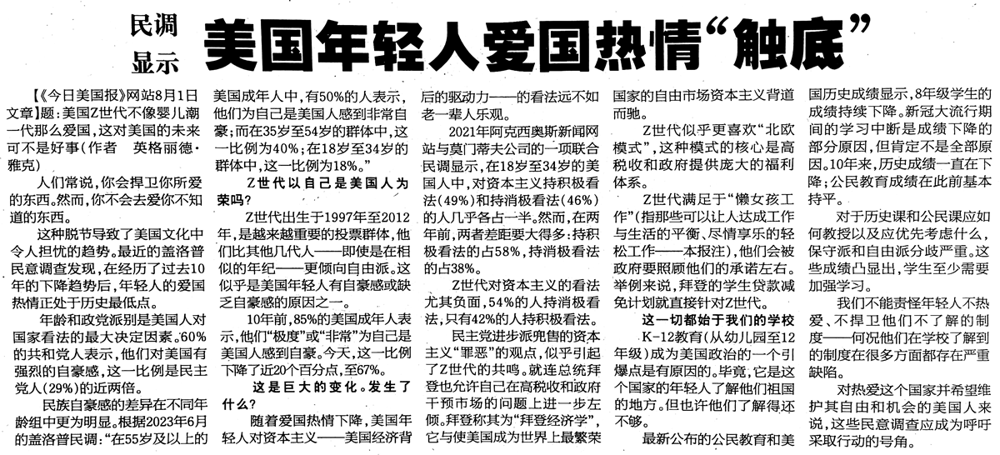 民调
显示
美国年轻人爱国热情“触底”
【《今日美国报》网站8月1日
文章】题：美国Z世代不像婴儿潮
一代那么爱国，这对美国的未来
可不是好事（作者　英格丽德·
雅克）
人们常说，你会捍卫你所爱
的东西。然而，你不会去爱你不知
道的东西。
这种脱节导致了美国文化中
令人担忧的趋势。最近的盖洛普
民意调查发现，在经历了过去10
年的下降趋势后，年轻人的爱国
热情正处于历史最低点。
年龄和政党派别是美国人对
国家看法的最大决定因素。60%
的共和党人表示，他们对美国有
强烈的自豪感，这一比例是民主
党人（29%）的近两倍。
民族自豪感的差异在不同年
龄组中更为明显。根据2023年6月
的盖洛普民调：“在55岁及以上的
美国成年人中，有50%的人表示，
他们为自己是美国人感到非常自
豪；而在35岁至54岁的群体中，这
一比例为40%；在18岁至34岁的
群体中，这一比例为18%。”
Z世代以自己是美国人为
荣吗？
Z世代出生于1997年至2012
年，是越来越重要的投票群体，他
们比其他几代人——即使是在相
似的年纪——更倾向自由派。这
似乎是美国年轻人有自豪感或缺
乏自豪感的原因之一。
10年前，85%的美国成年人表
示，他们“极度”或“非常”为自己是
美国人感到自豪。今天，这一比例
下降了近20个百分点，至67%。
这是巨大的变化。发生了
什么？
随着爱国热情下降，美国年
轻人对资本主义——美国经济背
后的驱动力——的看法远不如
老一辈人乐观。
2021年阿克西奥斯新闻网
站与莫门蒂夫公司的一项联合
民调显示，在18岁至34岁的美
国人中，对资本主义持积极看
法（49%）和持消极看法（46%）
的人几乎各占一半。然而，在两
年前，两者差距要大得多：持积
极看法的占58%，持消极看法
的占38%。
Z世代对资本主义的看法
尤其负面，54%的人持消极看
法，只有42%的人持积极看法。
民主党进步派兜售的资本
主义“罪恶”的观点，似乎引起
了Z世代的共鸣。就连总统拜
登也允许自己在高税收和政府
干预市场的问题上进一步左
倾。拜登称其为“拜登经济学”，
它与使美国成为世界上最繁荣
国家的自由市场资本主义背道
而驰。
Z世代似乎更喜欢“北欧
模式”，这种模式的核心是高
税收和政府提供庞大的福利
体系。
Z世代满足于“懒女孩工
作”（指那些可以让人达成工作
与生活的平衡、尽情享乐的轻
松工作——本报注），他们会被
政府要照顾他们的承诺左右。
举例来说，拜登的学生贷款减
免计划就直接针对Z世代。
这一切都始于我们的学校
K-12教育（从幼儿园至12
年级）成为美国政治的一个引
爆点是有原因的。毕竟，它是这
个国家的年轻人了解他们祖国
的地方。但也许他们了解得还
不够。
最新公布的公民教育和美
国历史成绩显示，8年级学生的
成绩持续下降。新冠大流行期
间的学习中断是成绩下降的
部分原因，但肯定不是全部原
因。10年来，历史成绩一直在下
降；公民教育成绩在此前基本
持平。
对于历史课和公民课应如
何教授以及应优先考虑什么，
保守派和自由派分歧严重。这
些成绩凸显出，学生至少需要
加强学习。
我们不能责怪年轻人不热
爱、不捍卫他们不了解的制
度——何况他们在学校了解到
的制度在很多方面都存在严重
缺陷。
对热爱这个国家并希望维
护其自由和机会的美国人来
说，这些民意调查应成为呼吁
采取行动的号角。